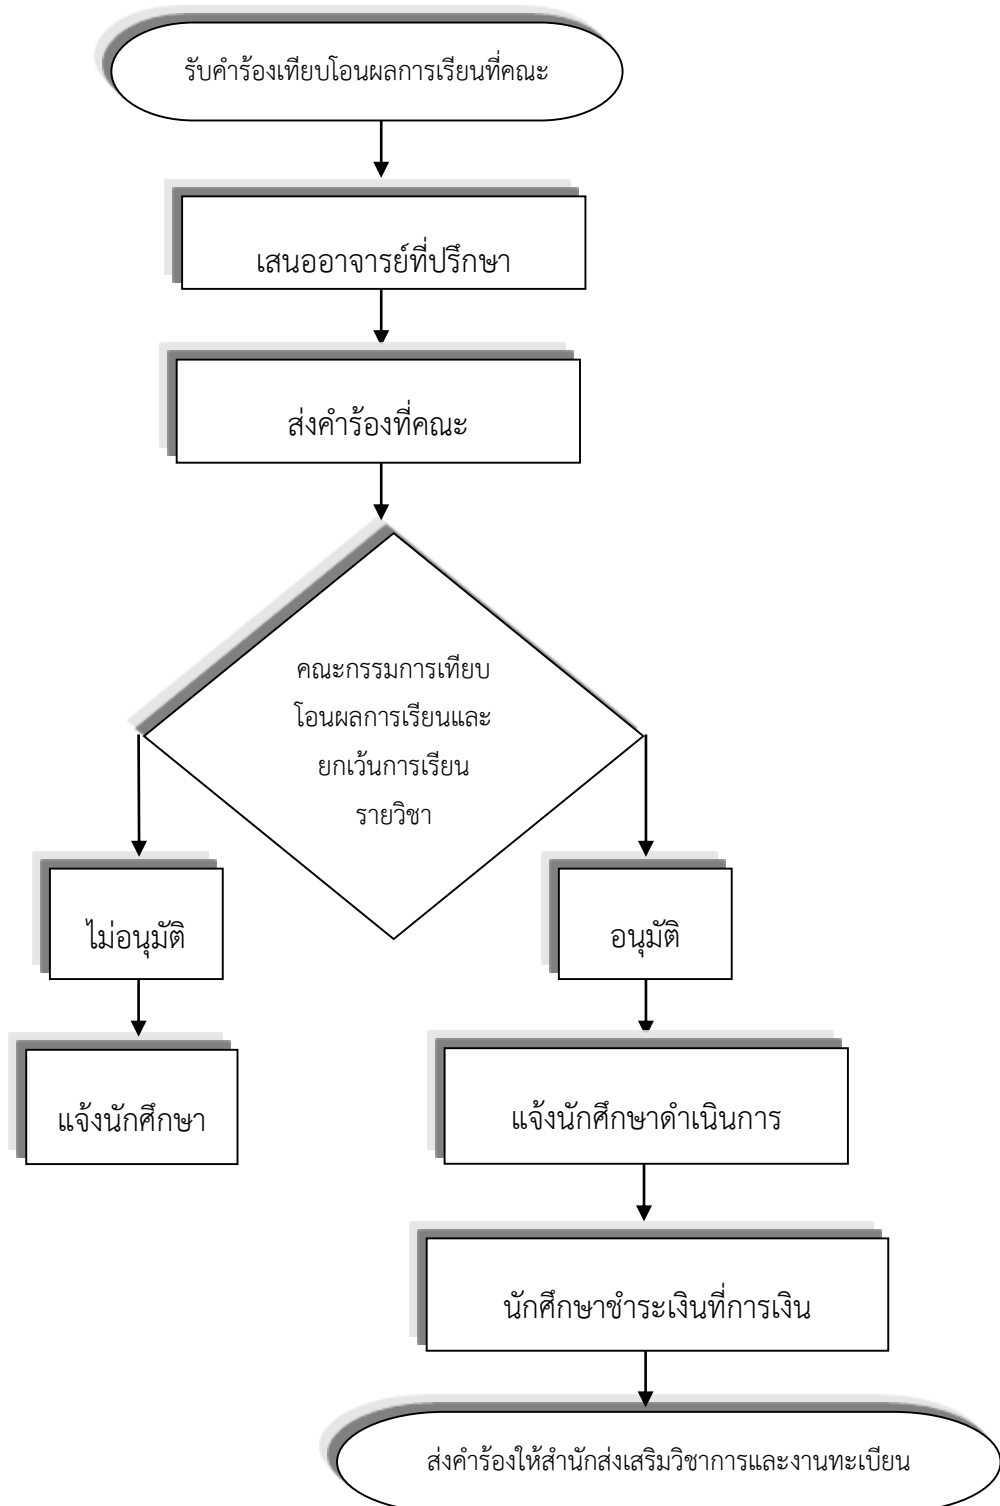 รับคำร้องเทียบโอนผลการเรียนที่คณะ
เสนออาจารย์ที่ปรึกษา
ส่งคำร้องที่คณะ
คณะกรรมการเทียบ
โอนผลการเรียนและ
ยกเว้นการเรียน
รายวิชา
ไม่อนุมัติ
อนุมัติ
แจ้งนักศึกษา
แจ้งนักศึกษาดำเนินการ
นักศึกษาชำระเงินที่การเงิน
ส่งคำร้องให้สำนักส่งเสริมวิชาการและงานทะเบียน